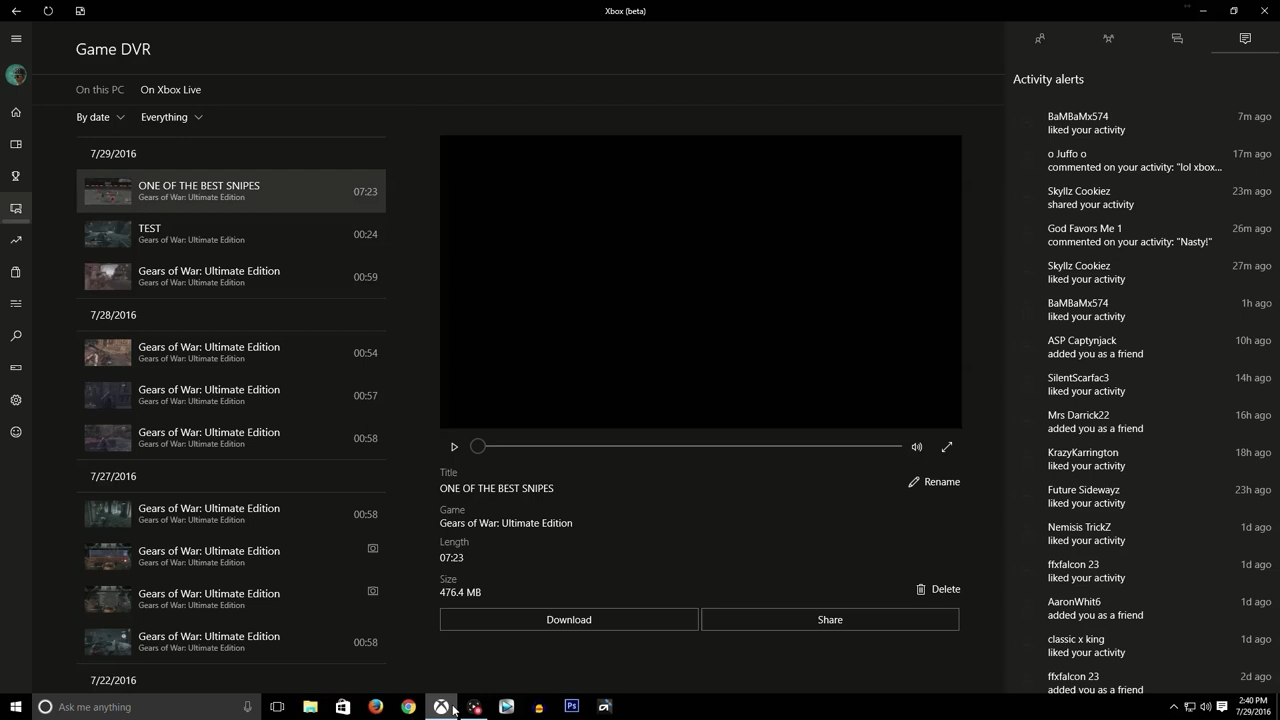 Xbox (beta)
Game DVR
On this PC
On Xbox Live
By date
Everything
7/29/2016
ONE OF THE BEST SNIPES
Gears of War: Ultimate Edition
07:23
TEST
Gears of War: Ultimate Edition
00:24
Gears of War: Ultimate Edition
Gears of War: Ultimate Edition
00:59
7/28/2016
Gears of War: Ultimate Edition
Gears of War: Ultimate Edition
00:54
Gears of War: Ultimate Edition
Gears of War: Ultimate Edition
00:57
Gears of War: Ultimate Edition
Gears of War: Ultimate Edition
00:58
7/27/2016
Gears of War: Ultimate Edition
Gears of War: Ultimate Edition
00:58
Gears of War: Ultimate Edition
Gears of War: Ultimate Edition
Gears of War: Ultimate Edition
Gears of War: Ultimate Edition
Gears of War: Ultimate Edition
Gears of War: Ultimate Edition
00:58
7/22/2016
Title
ONE OF THE BEST SNIPES
Rename
Game
Gears of War: Ultimate Edition
Length
07:23
Size
476.4 MB
Delete
Download
Share
Activity alerts
BaMBaMx574
7m ago
liked your activity
o Juffo o
17m ago
commented on your activity: "lol xbox...
Skyllz Cookiez
23m ago
shared your activity
God Favors Me 1
26m ago
commented on your activity: "Nasty!"
Skyllz Cookiez
27m ago
liked your activity
BaMBaMx574
1h ago
liked your activity
ASP Captynjack
10h ago
added you as a friend
SilentScarfac3
14h ago
liked your activity
Mrs Darrick22
16h ago
added you as a friend
KrazyKarrington
18h ago
liked your activity
Future Sidewayz
23h ago
liked your activity
Nemisis TrickZ
1d ago
liked your activity
ffxfalcon 23
1d ago
liked your activity
AaronWhit6
1d ago
added you as a friend
classic x king
1d ago
liked your activity
ffxfalcon 23
2d ago
added you as a friend
Ask me anything
Ps
2:40 PM
7/29/2016